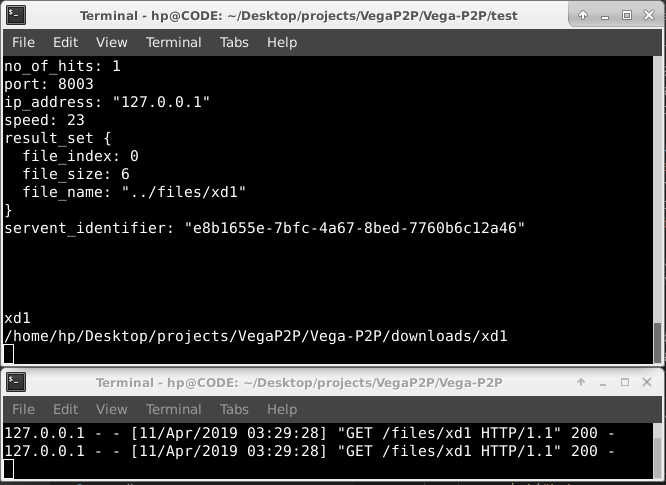 Terminal - hp@CODE: ~/Desktop/projects/VegaP2P/Vega-P2P/test
File Edit View Terminal Tabs Help
no_of_hits: 1
port: 8003
ip_address: "127.0.0.1"
speed: 23
result_set {
  file_index: 0
  file_size: 6
  file_name: "../files/xd1"
}
servent_identifier: "e8b1655e-7bfc-4a67-8bed-7760b6c12a46"
xd1
/home/hp/Desktop/projects/VegaP2P/Vega-P2P/downloads/xd1
Terminal - hp@CODE: ~/Desktop/projects/VegaP2P/Vega-P2P
File Edit View Terminal Tabs Help
127.0.0.1 - - [11/Apr/2019 03:29:28] "GET /files/xd1 HTTP/1.1" 200 -
127.0.0.1 - - [11/Apr/2019 03:29:28] "GET /files/xd1 HTTP/1.1" 200 -